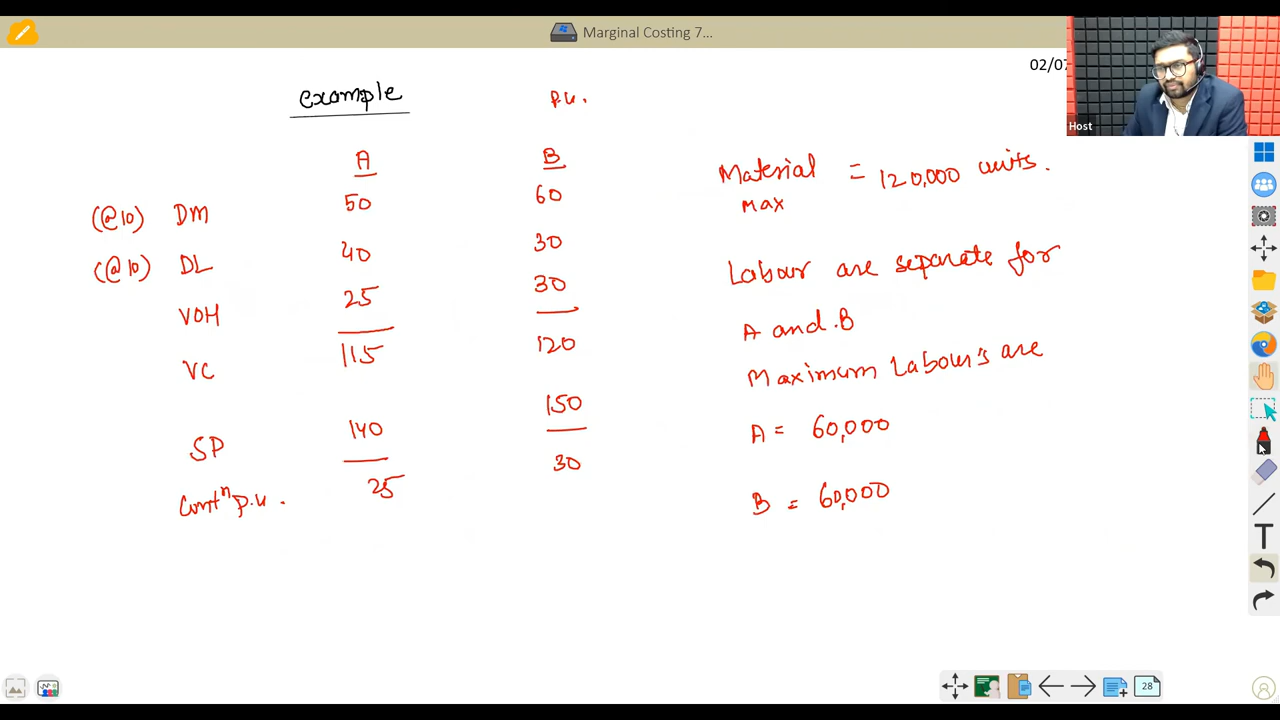 Marginal Costing 7...
02/07
Host
example
p.u.
A B
(@10) DM 50 60
(@10) DL 40 30
VOH 25 30
VC 115 120
SP 140 150
Contn p.u. 25 30
Material = 120,000 units.
Max
Labour are separate for
A and B
Maximum Labour's are
A = 60,000
B = 60,000
T
28